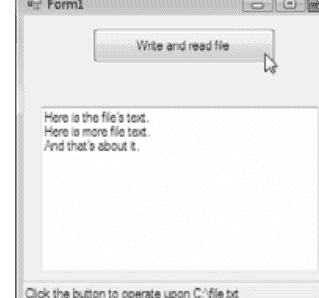 Form1
Write and read file
Here is the file's text.
Here is more file text.
And that's about it.
Click the button to operate upon C:\file.txt